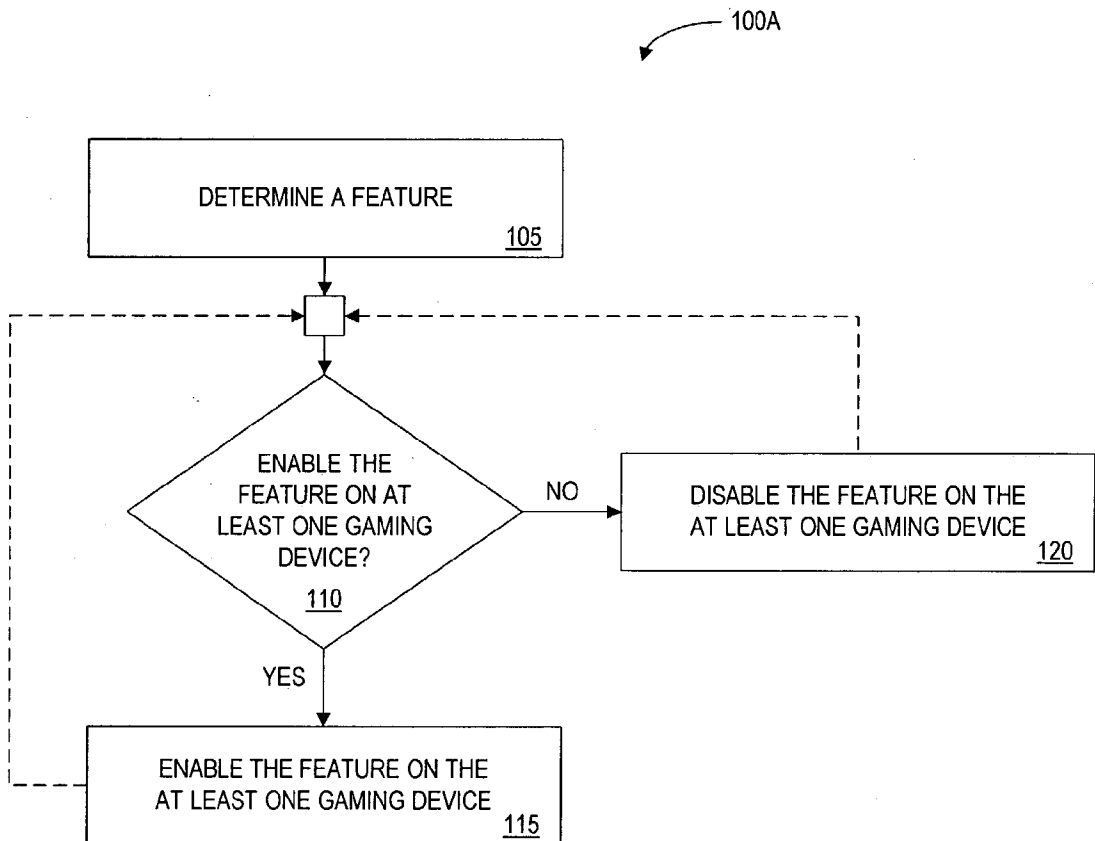 100A
DETERMINE A FEATURE
105
ENABLE THE
FEATURE ON AT
LEAST ONE GAMING
DEVICE?
110
NO
DISABLE THE FEATURE ON THE
AT LEAST ONE GAMING DEVICE
120
YES
ENABLE THE FEATURE ON THE
AT LEAST ONE GAMING DEVICE
115